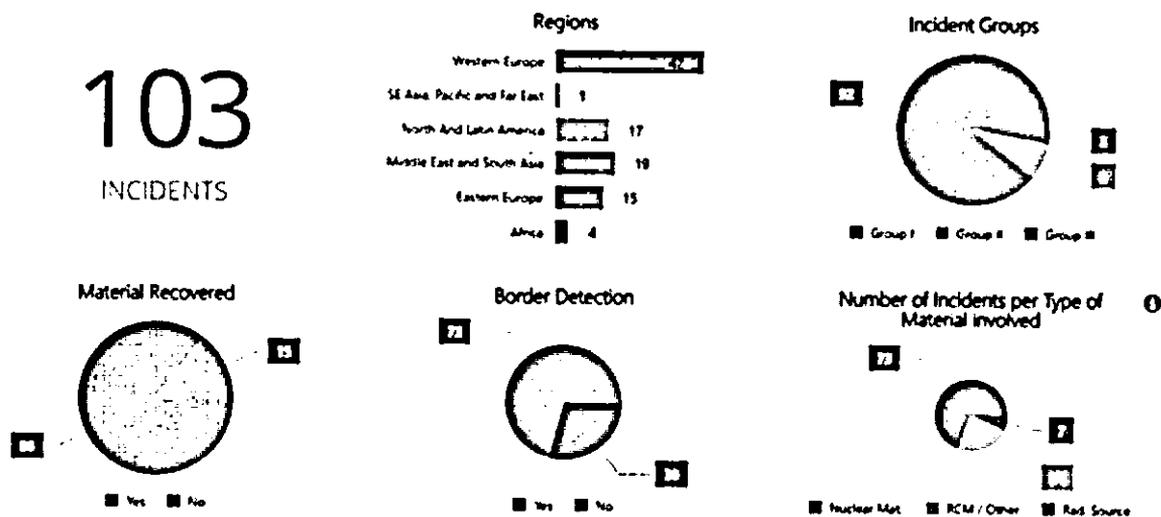 103
INCIDENTS
Regions
Western Europe
SE Asia, Pacific and Far East 1
North And Latin America 17
Middle East and South Asia 19
Eastern Europe 15
Africa 4
Incident Groups
Group I Group II Group III
Material Recovered
Yes No
Border Detection
Yes No
Number of Incidents per Type of
Material involved
73
7
Nuclear Mat. RCM / Other Rad. Source